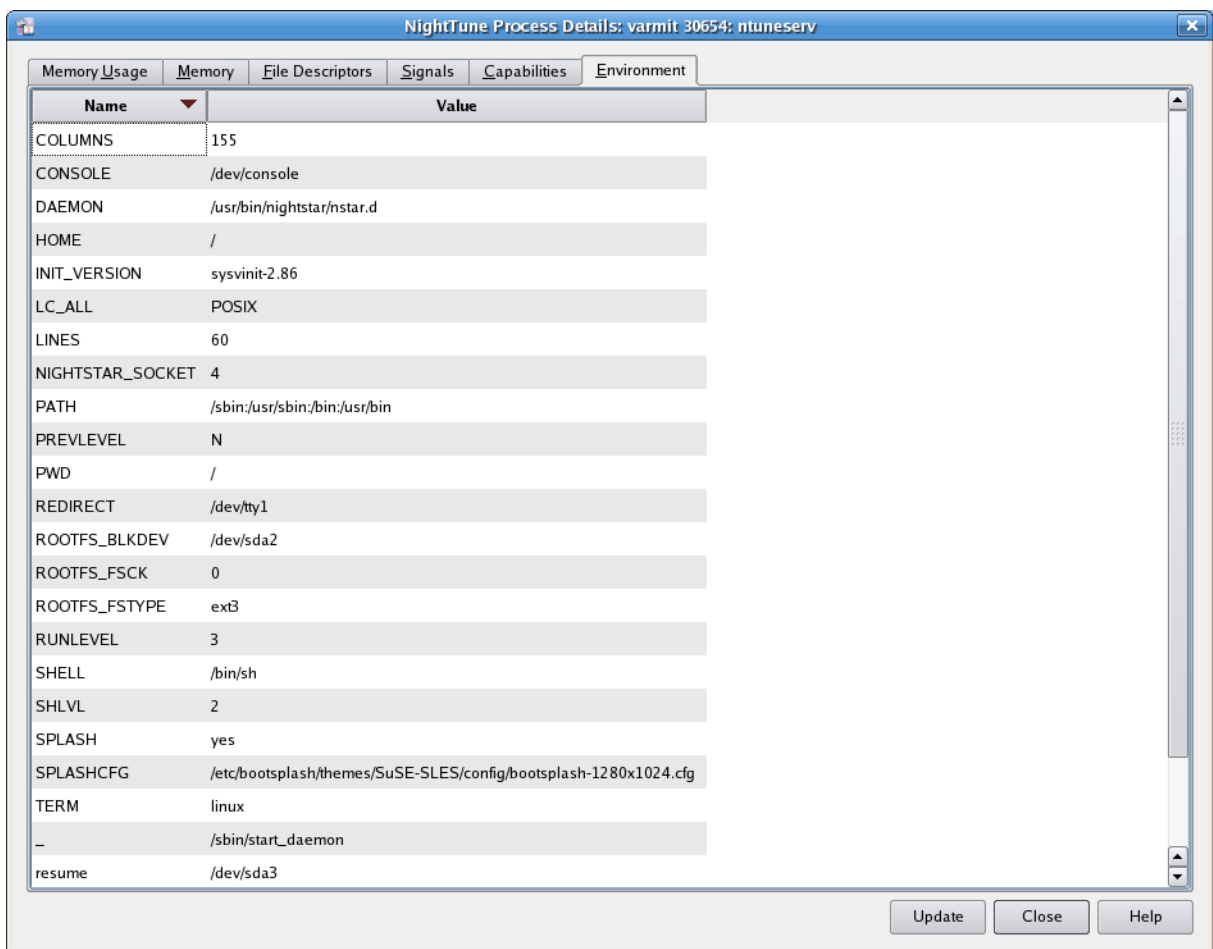 NightTune Process Details: varmit 30654: ntuneserv
Memory Usage Memory File Descriptors Signals Capabilities Environment
Name Value
COLUMNS 155
CONSOLE /dev/console
DAEMON /usr/bin/nightstar/nstar.d
HOME /
INIT_VERSION sysvinit-2.86
LC_ALL POSIX
LINES 60
NIGHTSTAR_SOCKET 4
PATH /sbin:/usr/sbin:/bin:/usr/bin
PREVLEVEL N
PWD /
REDIRECT /dev/tty1
ROOTFS_BLKDEV /dev/sda2
ROOTFS_FSCK 0
ROOTFS_FSTYPE ext3
RUNLEVEL 3
SHELL /bin/sh
SHLVL 2
SPLASH yes
SPLASHCFG /etc/bootsplash/themes/SuSE-SLES/config/bootsplash-1280x1024.cfg
TERM linux
_ /sbin/start_daemon
resume /dev/sda3
Update Close Help